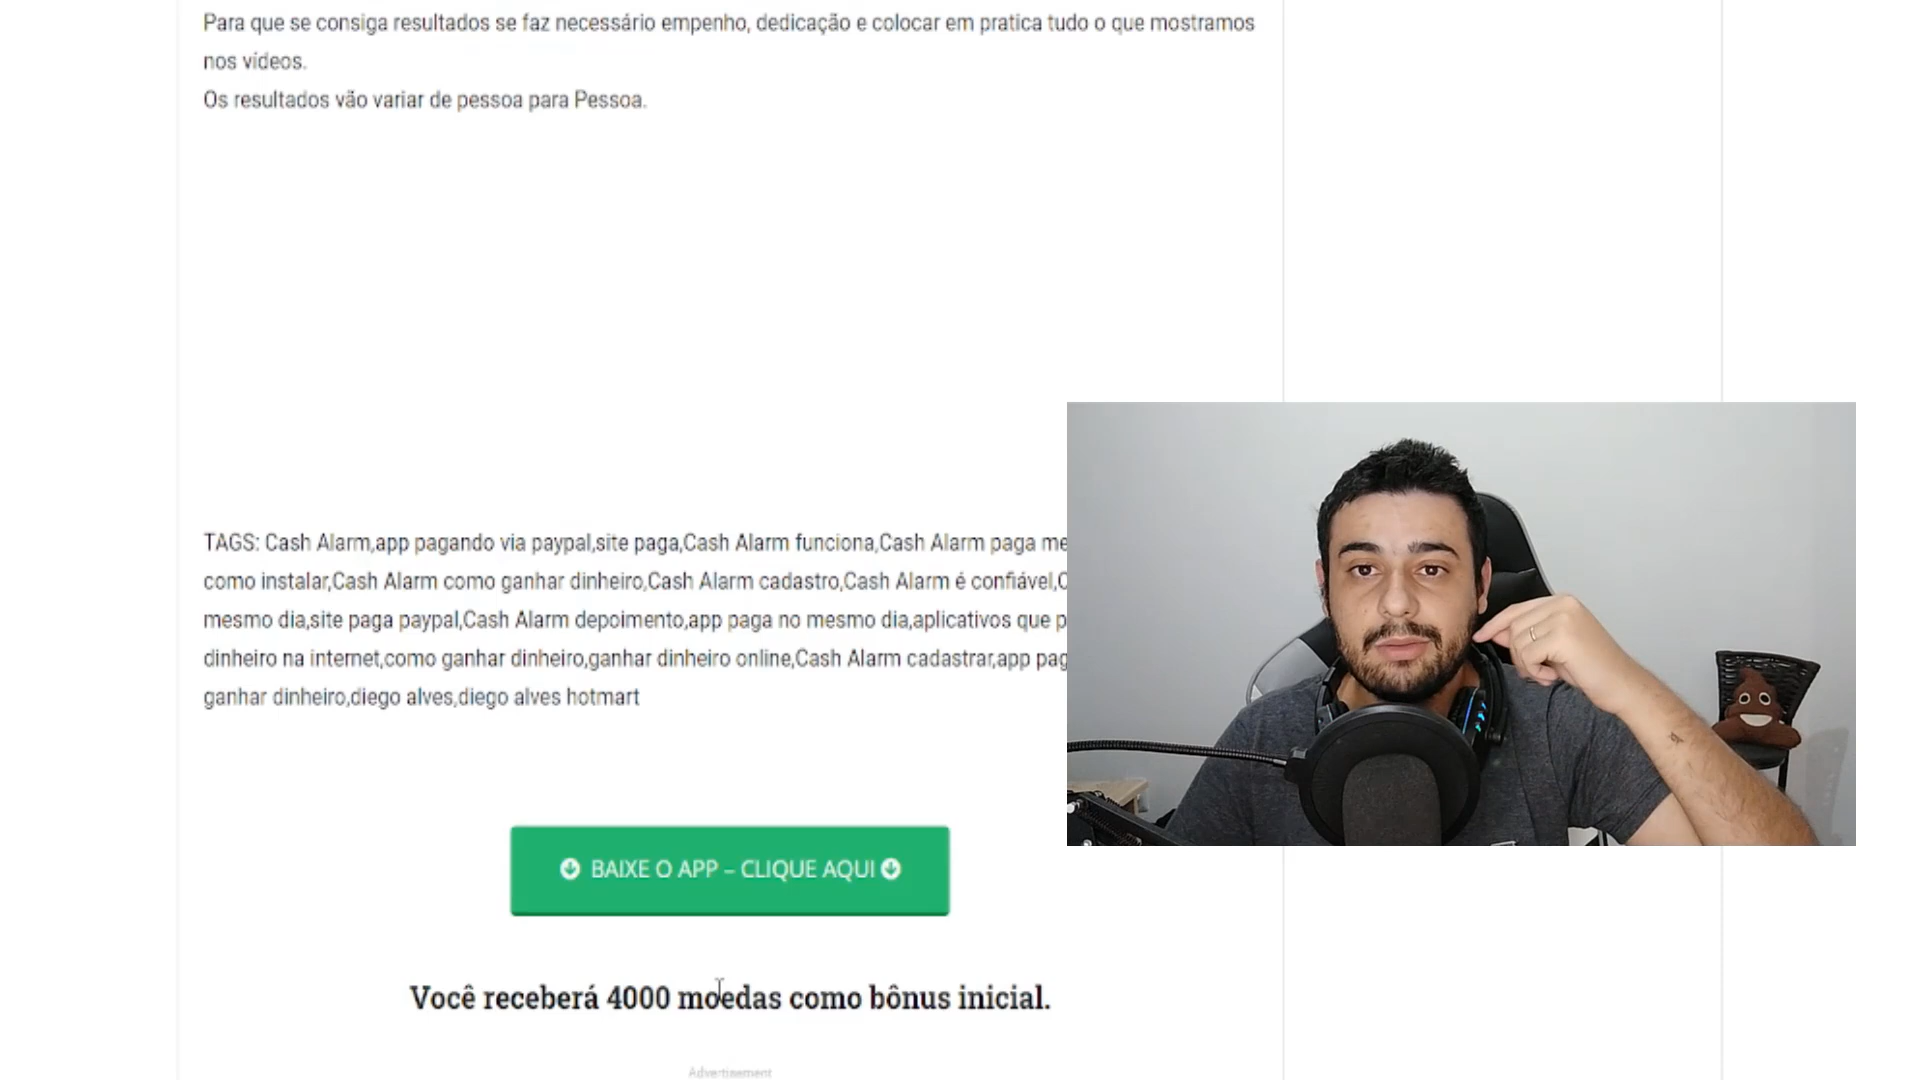 Para que se consiga resultados se faz necessário empenho, dedicação e colocar em pratica tudo o que mostramos
nos vídeos.
Os resultados vão variar de pessoa para Pessoa.
TAGS: Cash Alarm,app pagando via paypal,site paga,Cash Alarm funciona,Cash Alarm paga
como instalar,Cash Alarm como ganhar dinheiro,Cash Alarm cadastro,Cash Alarm é confiável,
mesmo dia,site paga paypal,Cash Alarm depoimento,app paga no mesmo dia,aplicativos que
dinheiro na internet,como ganhar dinheiro,ganhar dinheiro online,Cash Alarm cadastrar,app
ganhar dinheiro,diego alves,diego alves hotmart
BAIXE O APP – CLIQUE AQUI
Você receberá 4000 moedas como bônus inicial.
Advertisement